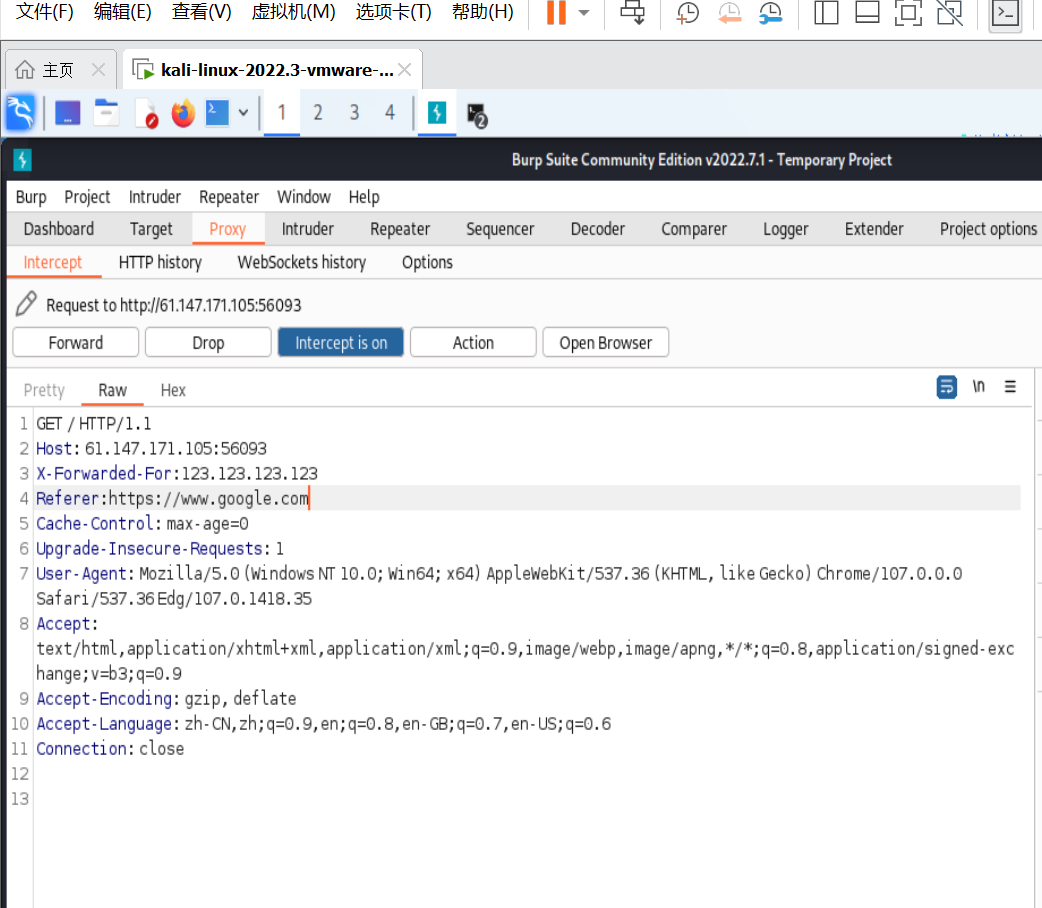 文件(F) 编辑(E) 查看(V) 虚拟机(M) 选项卡(T) 帮助(H)
主页 kali-linux-2022.3-vmware-...
1 2 3 4 2
Burp Suite Community Edition v2022.7.1 - Temporary Project
Burp Project Intruder Repeater Window Help
Dashboard Target Proxy Intruder Repeater Sequencer Decoder Comparer Logger Extender Project options
Intercept HTTP history WebSockets history Options
Request to http://61.147.171.105:56093
Forward Drop Intercept is on Action Open Browser
Pretty Raw Hex \n
1 GET / HTTP/1.1
2 Host: 61.147.171.105:56093
3 X-Forwarded-For:123.123.123.123
4 Referer:https://www.google.com
5 Cache-Control: max-age=0
6 Upgrade-Insecure-Requests: 1
7 User-Agent: Mozilla/5.0 (Windows NT 10.0; Win64; x64) AppleWebKit/537.36 (KHTML, like Gecko) Chrome/107.0.0.0
Safari/537.36 Edg/107.0.1418.35
8 Accept:
text/html,application/xhtml+xml,application/xml;q=0.9,image/webp,image/apng,*/*;q=0.8,application/signed-exc
hange;v=b3;q=0.9
9 Accept-Encoding: gzip, deflate
10 Accept-Language: zh-CN,zh;q=0.9,en;q=0.8,en-GB;q=0.7,en-US;q=0.6
11 Connection: close
12
13